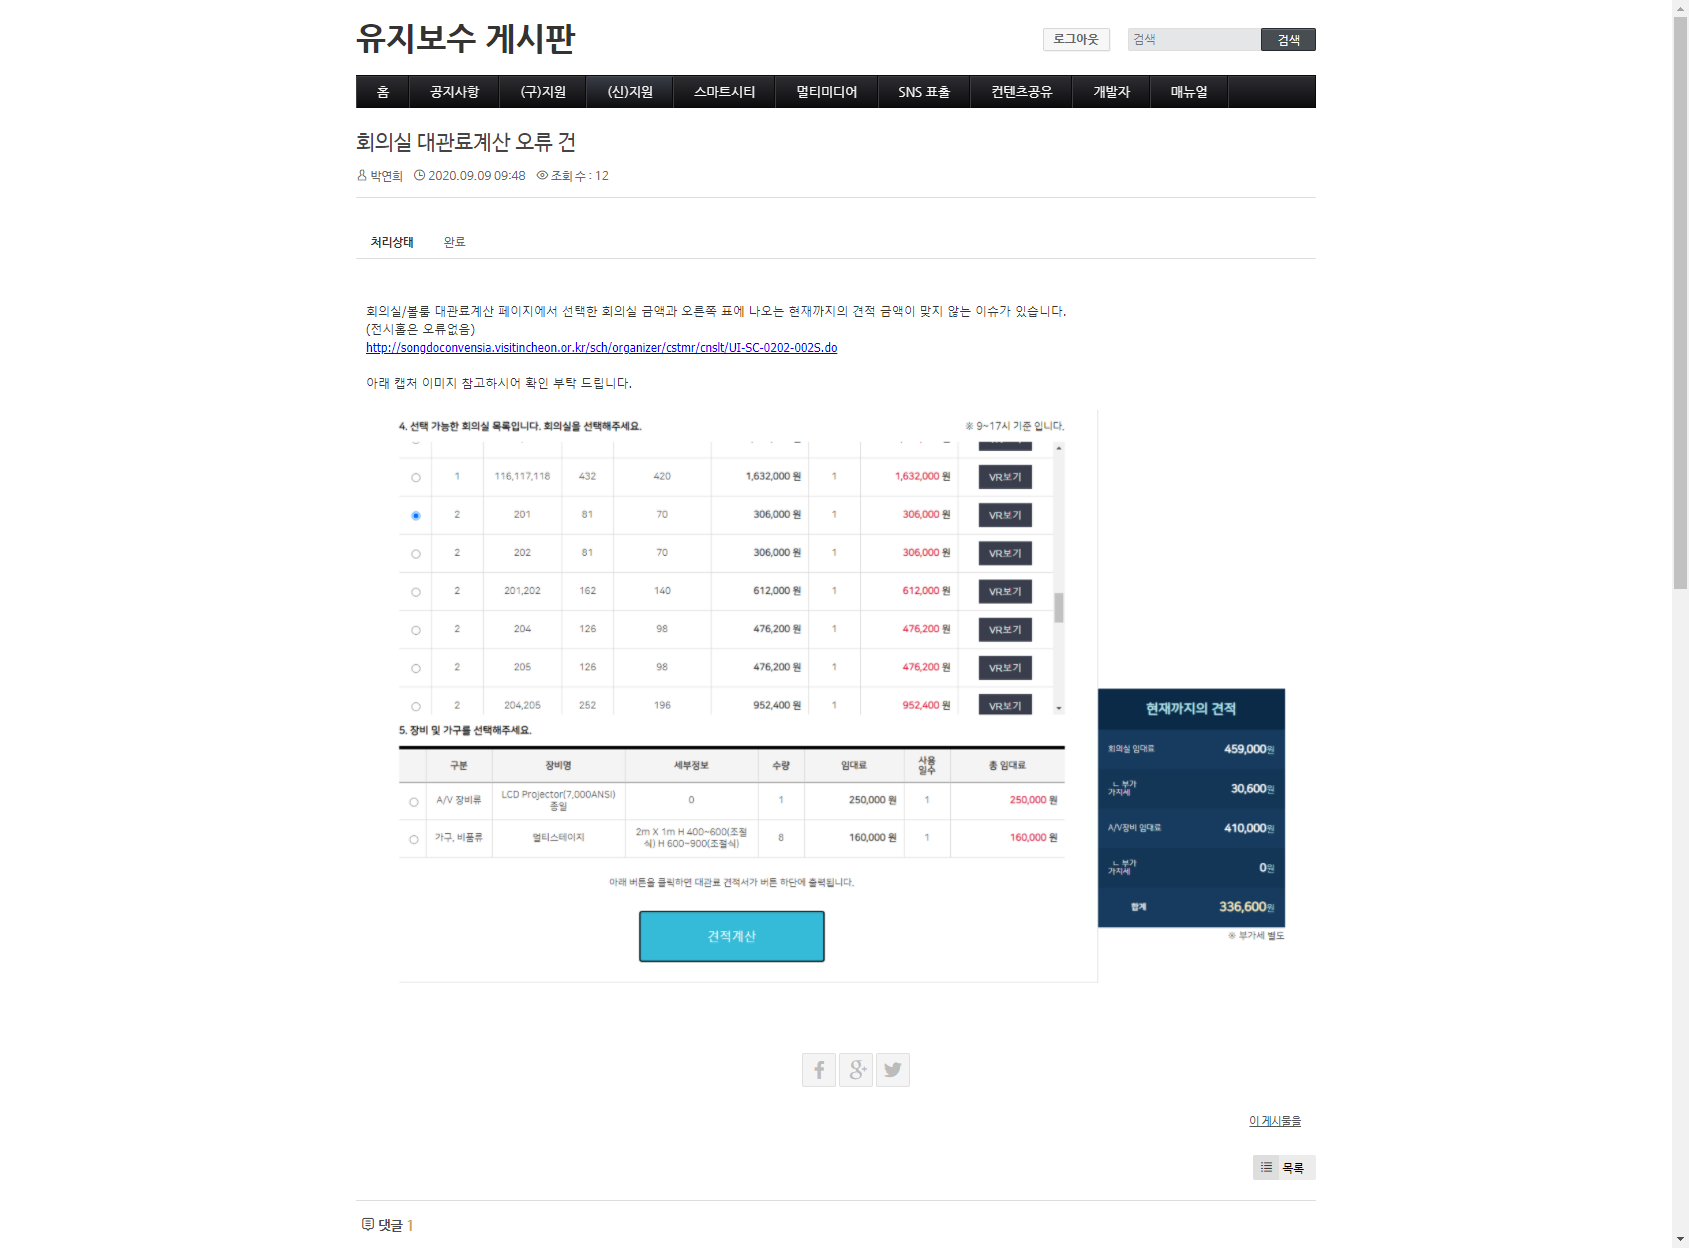 유지보수 게시판
로그아웃 검색 검색
홈 공지사항 (구)지원 (신)지원 스마트시티 멀티미디어 SNS 표출 컨텐츠공유 개발자 매뉴얼
회의실 대관료계산 오류 건
박연희 2020.09.09 09:48 조회 수 : 12
처리상태 완료
회의실/볼룸 대관료계산 페이지에서 선택한 회의실 금액과 오른쪽 표에 나오는 현재까지의 견적 금액이 맞지 않는 이슈가 있습니다.
(전시홀은 오류없음)
http://songdoconvensia.visitincheon.or.kr/sch/organizer/cstmr/cnslt/UI-SC-0202-002S.do
아래 캡처 이미지 참고하시어 확인 부탁 드립니다.
4. 선택 가능한 회의실 목록입니다. 회의실을 선택해주세요. ※ 9~17시 기준 입니다.
1 116,117,118 432 420 1,632,000 원 1 1,632,000 원 VR보기
2 201 81 70 306,000 원 1 306,000 원 VR보기
2 202 81 70 306,000 원 1 306,000 원 VR보기
2 201,202 162 140 612,000 원 1 612,000 원 VR보기
2 204 126 98 476,200 원 1 476,200 원 VR보기
2 205 126 98 476,200 원 1 476,200 원 VR보기
2 204,205 252 196 952,400 원 1 952,400 원 VR보기
5. 장비 및 가구를 선택해주세요.
구분 장비명 세부정보 수량 임대료 사용 일수 총 임대료
A/V 장비류 LCD Projector(7,000ANSI) 종일 0 1 250,000 원 1 250,000 원
가구, 비품류 멀티스테이지 2m X 1m H 400~600(조절식) H 600~900(조절식) 8 160,000 원 1 160,000 원
아래 버튼을 클릭하면 대관료 견적서가 버튼 하단에 출력됩니다.
견적계산
현재까지의 견적
회의실 임대료 459,000원
ㄴ 부가가치세 30,600원
A/V장비 임대료 410,000원
ㄴ 부가가치세 0원
합계 336,600원
※ 부가세 별도
이 게시물을
목록
댓글 1